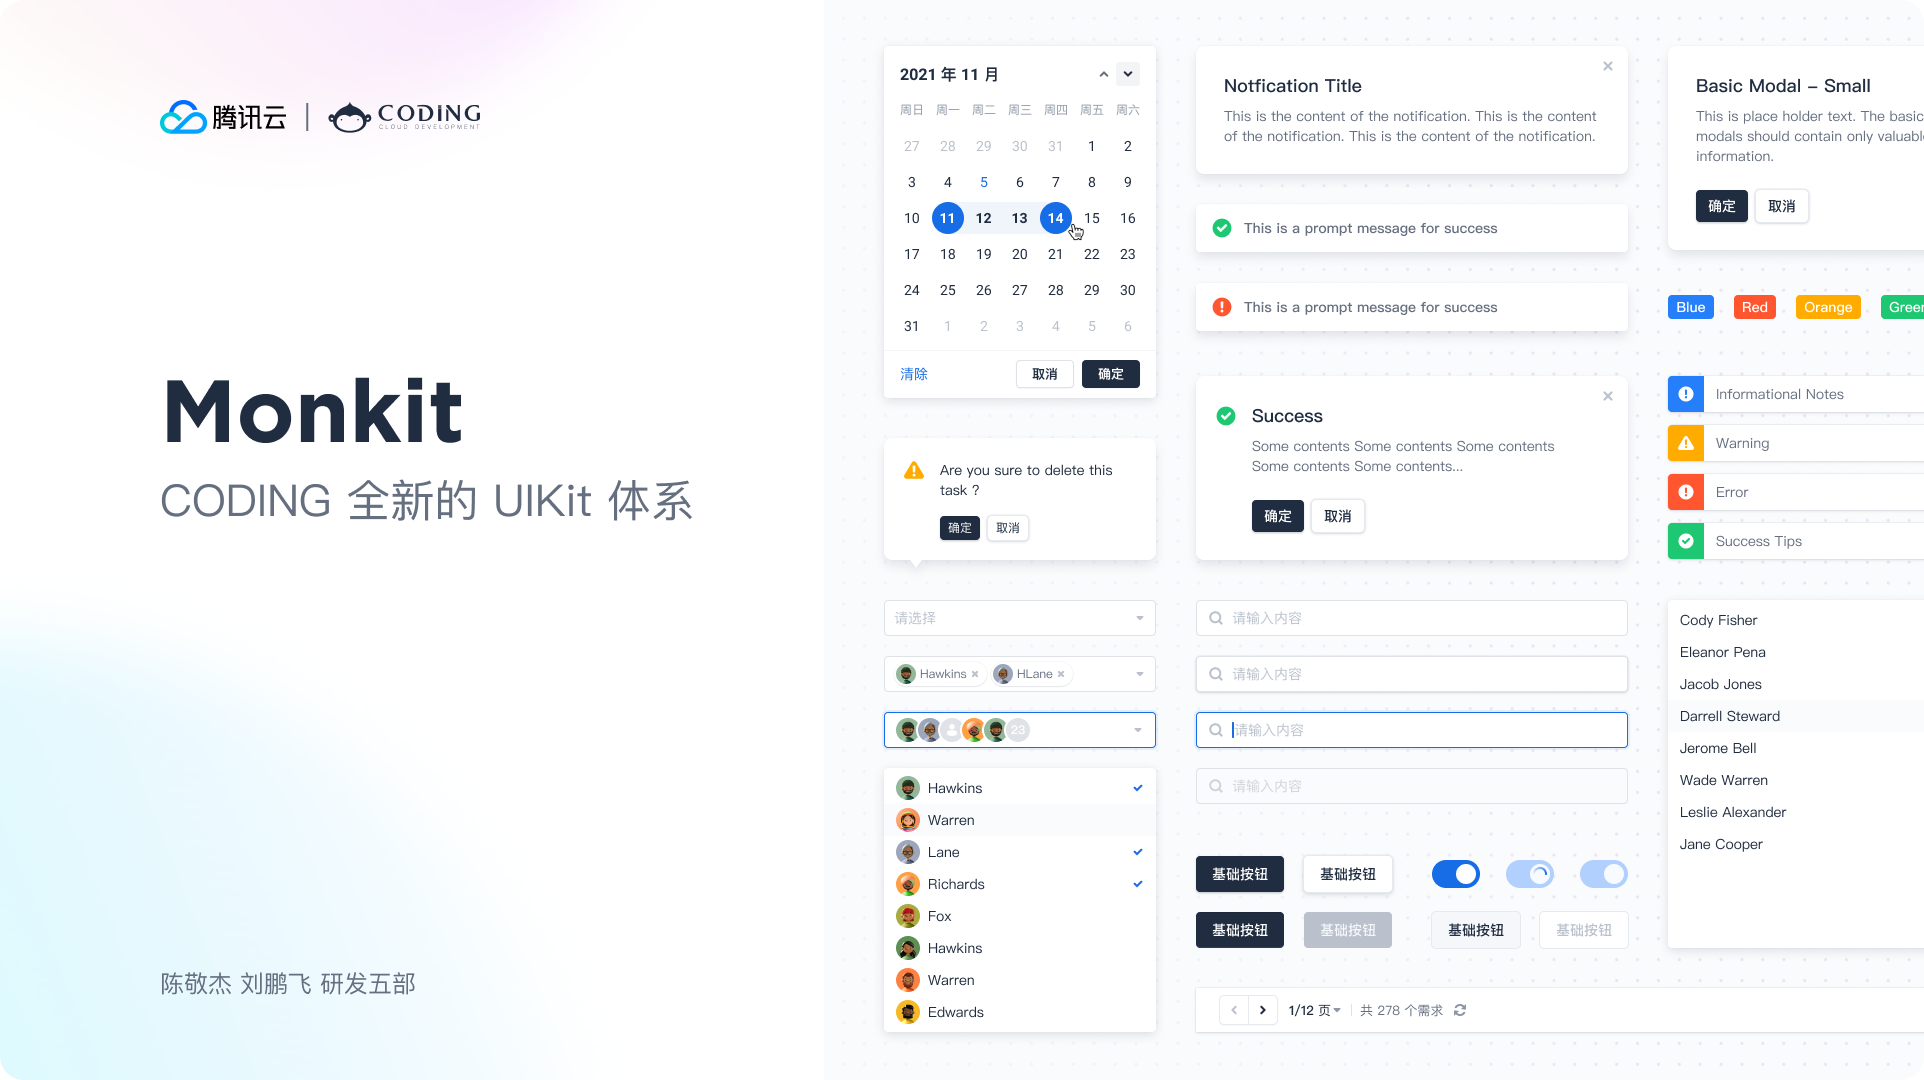 腾讯云 | CODING
CLOUD DEVELOPMENT
Monkit
CODING 全新的 UIKit 体系
陈敬杰 刘鹏飞 研发五部
2021 年 11 月
周日 周一 周二 周三 周四 周五 周六
27 28 29 30 31 1 2
3 4 5 6 7 8 9
10 11 12 13 14 15 16
17 18 19 20 21 22 23
24 25 26 27 28 29 30
31 1 2 3 4 5 6
清除 取消 确定
Are you sure to delete this
task ?
确定 取消
请选择
Hawkins HLane
23
Hawkins
Warren
Lane
Richards
Fox
Hawkins
Warren
Edwards
Notfication Title
This is the content of the notification. This is the content
of the notification. This is the content of the notification.
This is a prompt message for success
This is a prompt message for success
Success
Some contents Some contents Some contents
Some contents Some contents...
确定 取消
请输入内容
请输入内容
请输入内容
请输入内容
基础按钮 基础按钮
基础按钮 基础按钮 基础按钮 基础按钮
1/12 页 共 278 个需求
Basic Modal – Small
This is place holder text. The basic
modals should contain only valuabl
information.
确定 取消
Blue Red Orange Green
Informational Notes
Warning
Error
Success Tips
Cody Fisher
Eleanor Pena
Jacob Jones
Darrell Steward
Jerome Bell
Wade Warren
Leslie Alexander
Jane Cooper